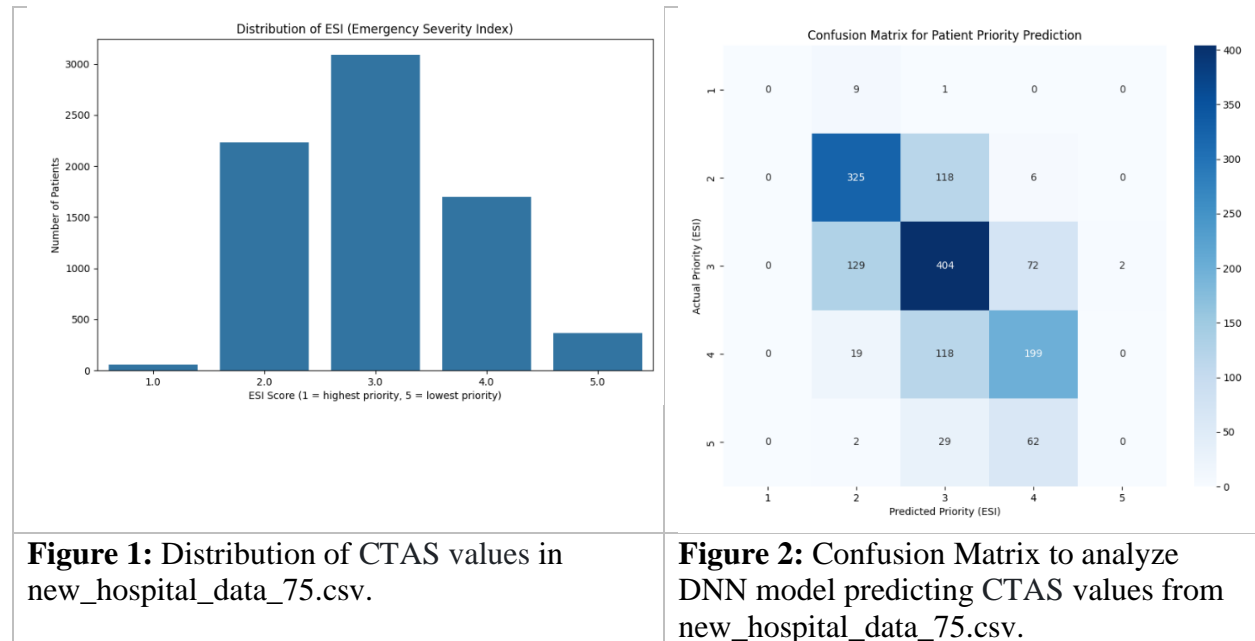 Distribution of ESI (Emergency Severity Index)
3000
2500
2000
1500
1000
500
0
Number of Patients
1.0 2.0 3.0 4.0 5.0
ESI Score (1 = highest priority, 5 = lowest priority)
Figure 1: Distribution of CTAS values in
new_hospital_data_75.csv.
Confusion Matrix for Patient Priority Prediction
Actual Priority (ESI)
1 0 9 1 0 0
2 0 325 118 6 0
3 0 129 404 72 2
4 0 19 118 199 0
5 0 2 29 62 0
1 2 3 4 5
Predicted Priority (ESI)
400
350
300
250
200
150
100
50
0
Figure 2: Confusion Matrix to analyze
DNN model predicting CTAS values from
new_hospital_data_75.csv.